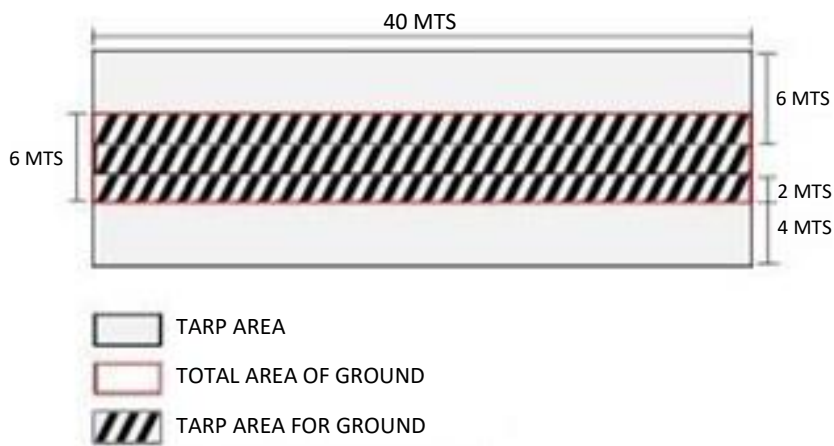 40 MTS
6 MTS
6 MTS
2 MTS
4 MTS
TARP AREA
TOTAL AREA OF GROUND
TARP AREA FOR GROUND